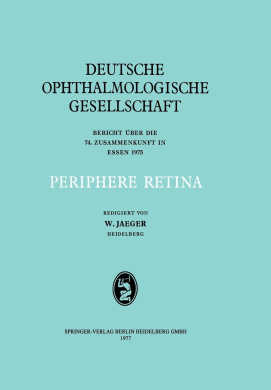 DEUTSCHE
OPHTHALMOLOGISCHE
GESELLSCHAFT
BERICHT ÜBER DIE
74. ZUSAMMENKUNFT IN
ESSEN 1975
PERIPHERE RETINA
REDIGIERT VON
W. JAEGER
HEIDELBERG
SPRINGER-VERLAG BERLIN HEIDELBERG GMBH
1977